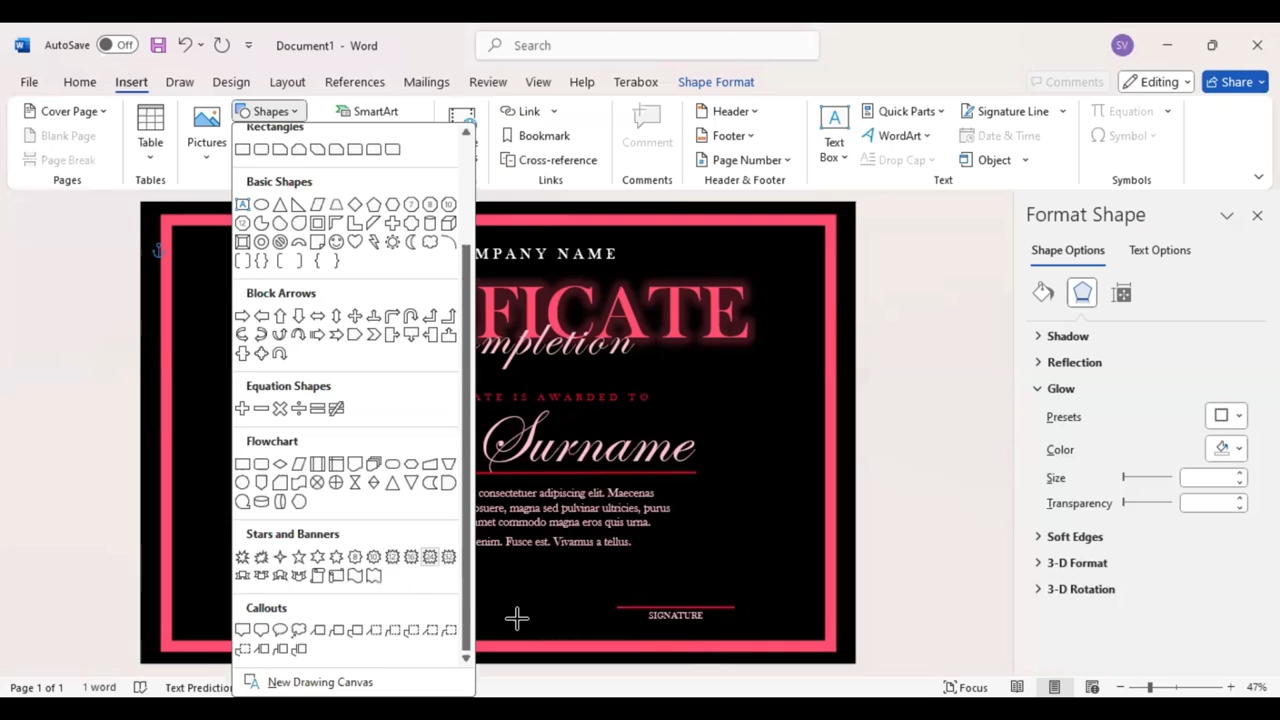 AutoSave Off Document1 - Word Search SV
File Home Insert Draw Design Layout References Mailings Review View Help Terabox Shape Format Comments Editing Share
Cover Page Shapes SmartArt Link Header Quick Parts Signature Line Equation
Blank Page Bookmark Footer WordArt Date & Time Symbol
Table Pictures Comment Text
Page Break Cross-reference Page Number Box Drop Cap Object
Pages Tables Links Comments Header & Footer Text Symbols
Rectangles
Basic Shapes
Block Arrows
Equation Shapes
Flowchart
Stars and Banners
Callouts
New Drawing Canvas
MPANY NAME
FICATE
mpletion
ATE IS AWARDED TO
Surname
consectetuer adipiscing elit. Maecenas
osuere, magna sed pulvinar ultricies, purus
amet commodo magna eros quis urna.
enim. Fusce est. Vivamus a tellus.
SIGNATURE
Format Shape
Shape Options Text Options
Shadow
Reflection
Glow
Presets
Color
Size
Transparency
Soft Edges
3-D Format
3-D Rotation
Page 1 of 1 1 word Text Predictio Focus 47%